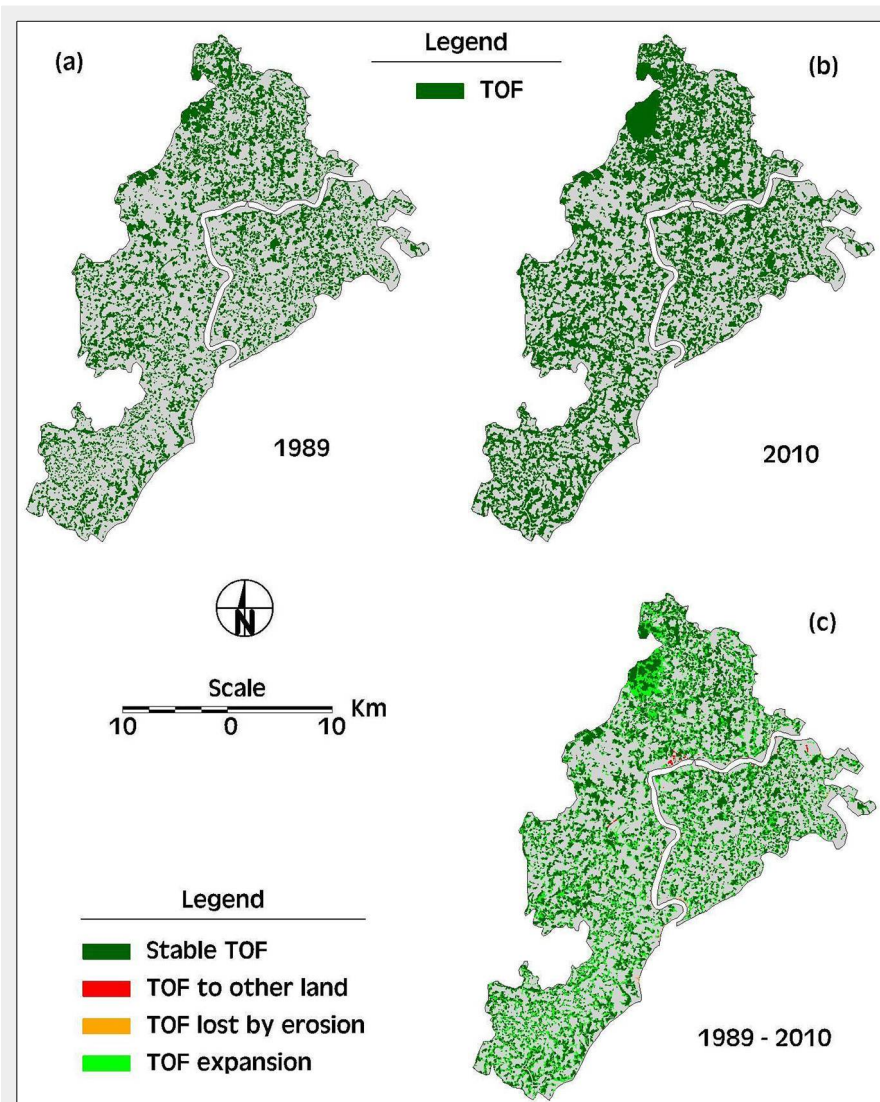 (a)
Legend
TOF
(b)
1989
2010
N
Scale
10 0 10 Km
(c)
Legend
Stable TOF
TOF to other land
TOF lost by erosion
TOF expansion
1989 - 2010